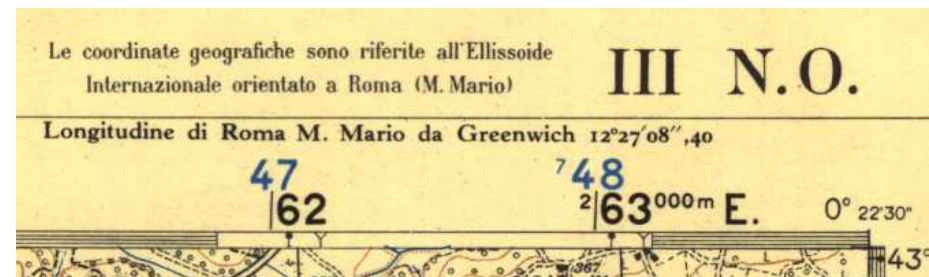 Le coordinate geografiche sono riferite all'Ellissoide
Internazionale orientato a Roma (M. Mario)
III N.O.
Longitudine di Roma M. Mario da Greenwich 12°27'08",40
47 ⁷48
62 ²63⁰⁰⁰ᵐ E. 0° 22'30"
43°
367